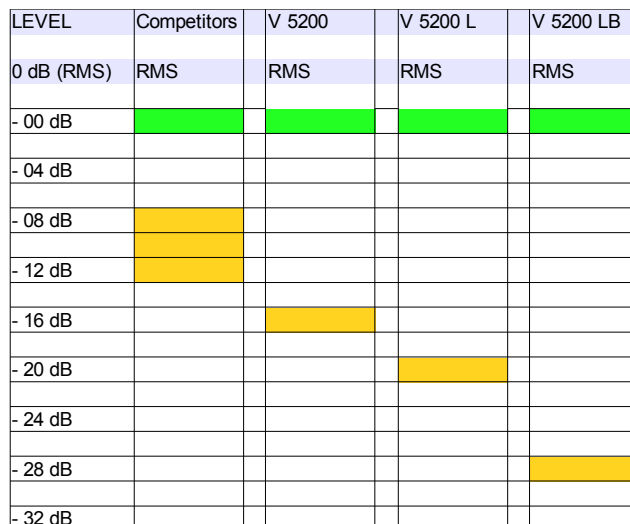 LEVEL Competitors V 5200 V 5200 L V 5200 LB
0 dB (RMS) RMS RMS RMS RMS
- 00 dB
- 04 dB
- 08 dB
- 12 dB
- 16 dB
- 20 dB
- 24 dB
- 28 dB
- 32 dB